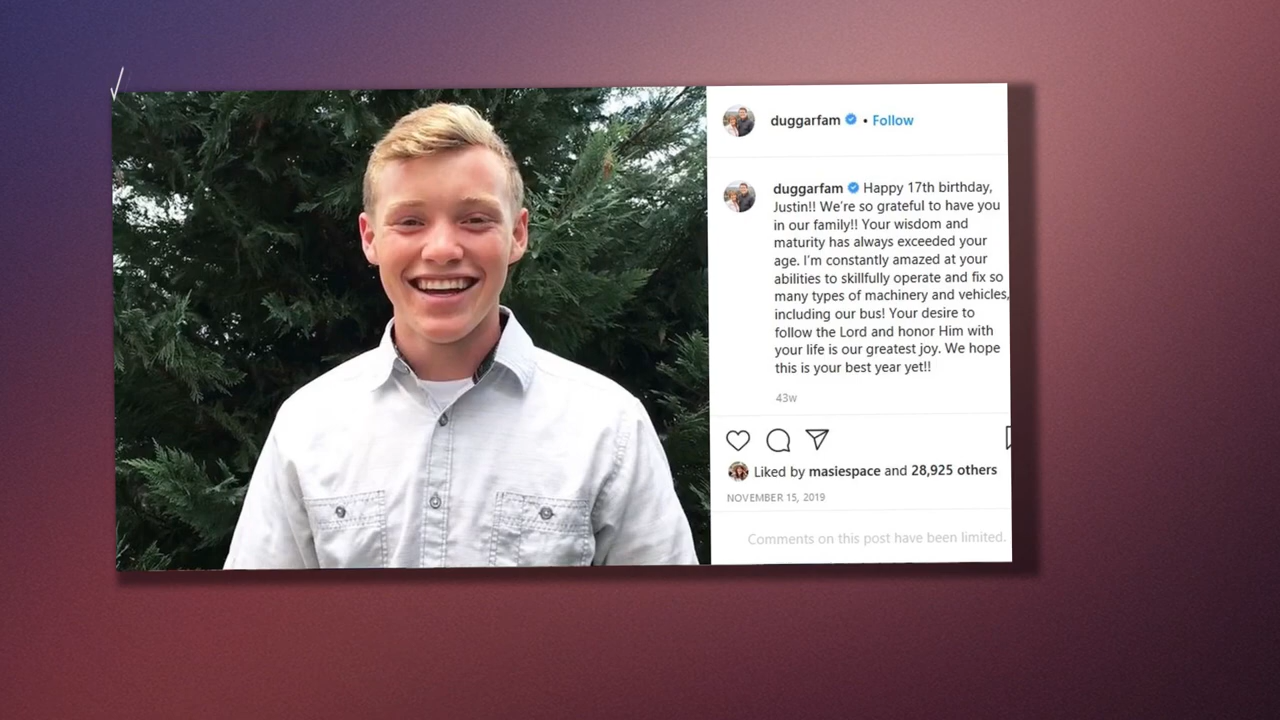 duggarfam • Follow
duggarfam Happy 17th birthday,
Justin!! We're so grateful to have you
in our family!! Your wisdom and
maturity has always exceeded your
age. I'm constantly amazed at your
abilities to skillfully operate and fix so
many types of machinery and vehicles,
including our bus! Your desire to
follow the Lord and honor Him with
your life is our greatest joy. We hope
this is your best year yet!!
43w
Liked by masiespace and 28,925 others
NOVEMBER 15, 2019
Comments on this post have been limited.